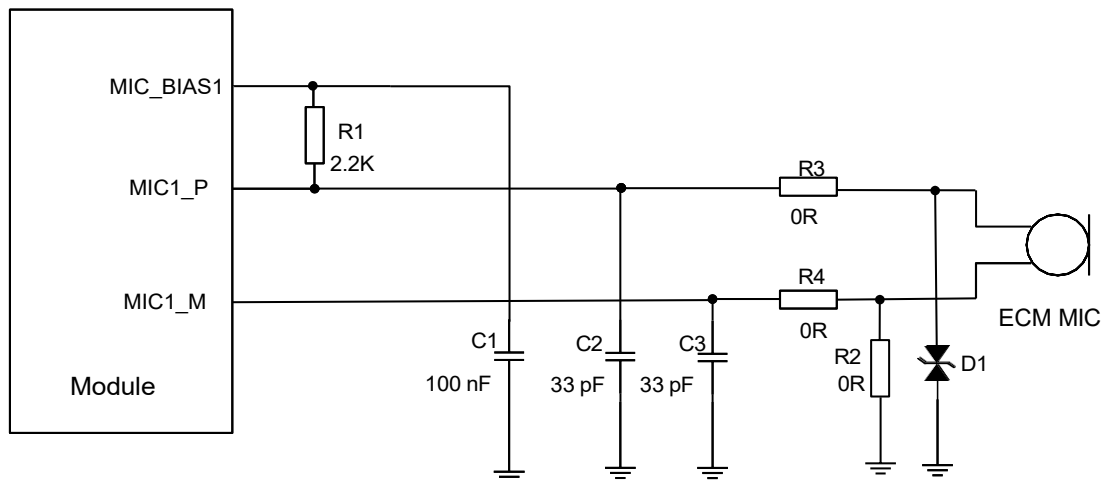 MIC_BIAS1
R1
2.2K
MIC1_P
R3
0R
MIC1_M
R4
0R
ECM MIC
C1
100 nF
C2
33 pF
C3
33 pF
R2
0R
D1
Module